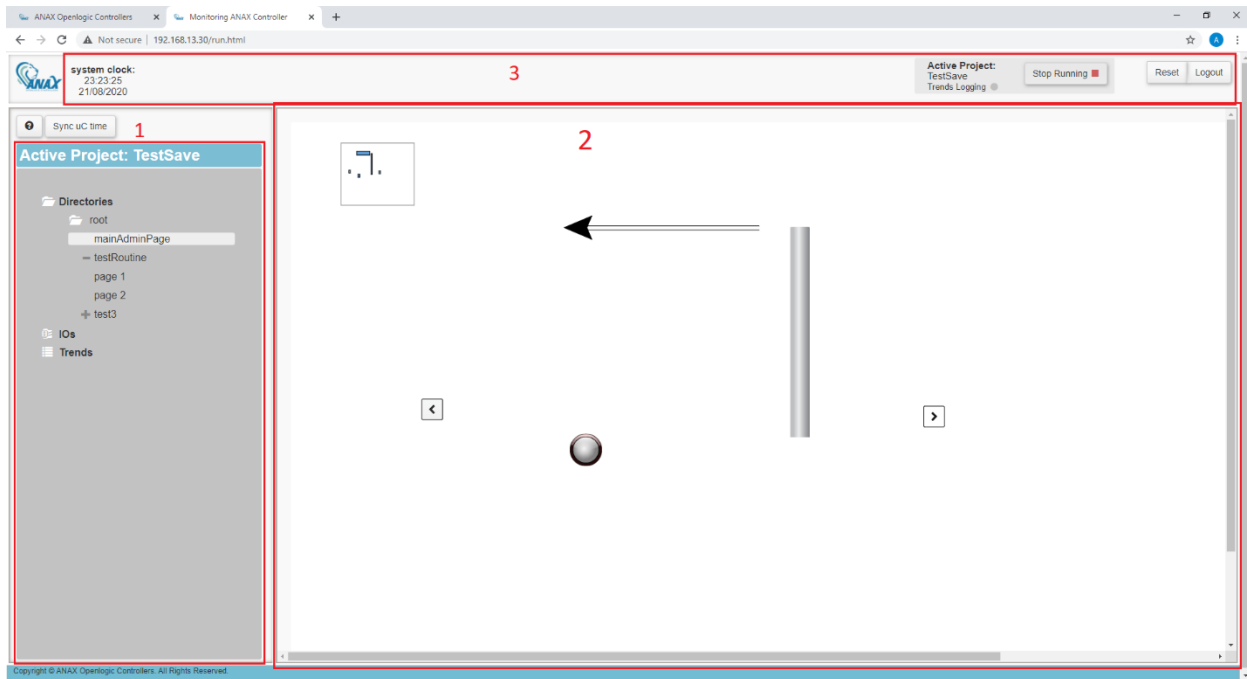 ANAX Openlogic Controllers
Monitoring ANAX Controller
Not secure | 192.168.13.30/run.html
A
ANAX
system clock:
23:23:25
21/08/2020
3
Active Project:
TestSave
Trends Logging
Stop Running
Reset
Logout
Sync uC time
1
2
Active Project: TestSave
Directories
root
mainAdminPage
testRoutine
page 1
page 2
test3
IOs
Trends
Copyright © ANAX Openlogic Controllers. All Rights Reserved.